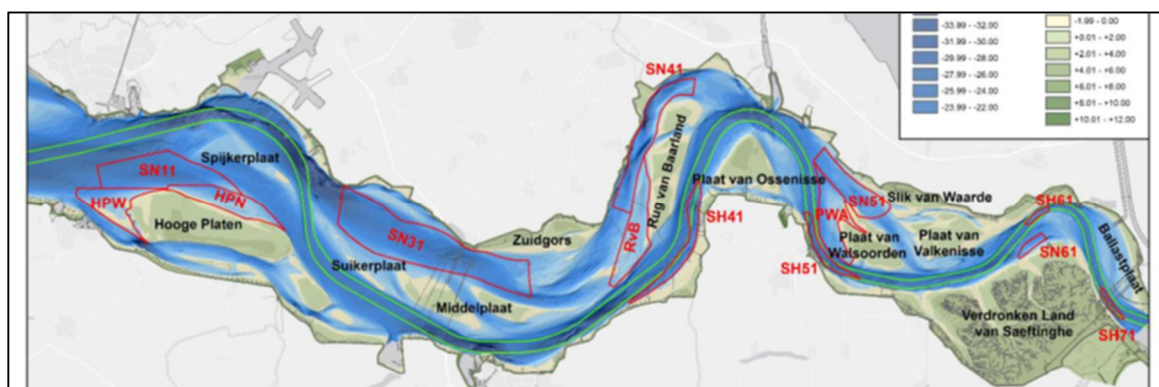 -33.99 - -32.00
-31.99 - -30.00
-29.99 - -28.00
-27.99 - -26.00
-25.99 - -24.00
-23.99 - -22.00
-1.99 - 0.00
+0.01 - +2.00
+2.01 - +4.00
+4.01 - +6.00
+6.01 - +8.00
+8.01 - +10.00
+10.01 - +12.00
SN41
Spijkerplaat
SN11
HPW
HPN
Hooge Platen
SN31
Suikerplaat
Middelplaat
Zuidgors
RvB
Rug van Baarland
Plaat van Ossenisse
SH41
PWA
SN51
Slik van Waarde
Plaat van
Walsoorden
Plaat van
Valkenisse
SH51
SH61
SN61
Ballastplaat
Verdronken Land
van Saeftinghe
SH71